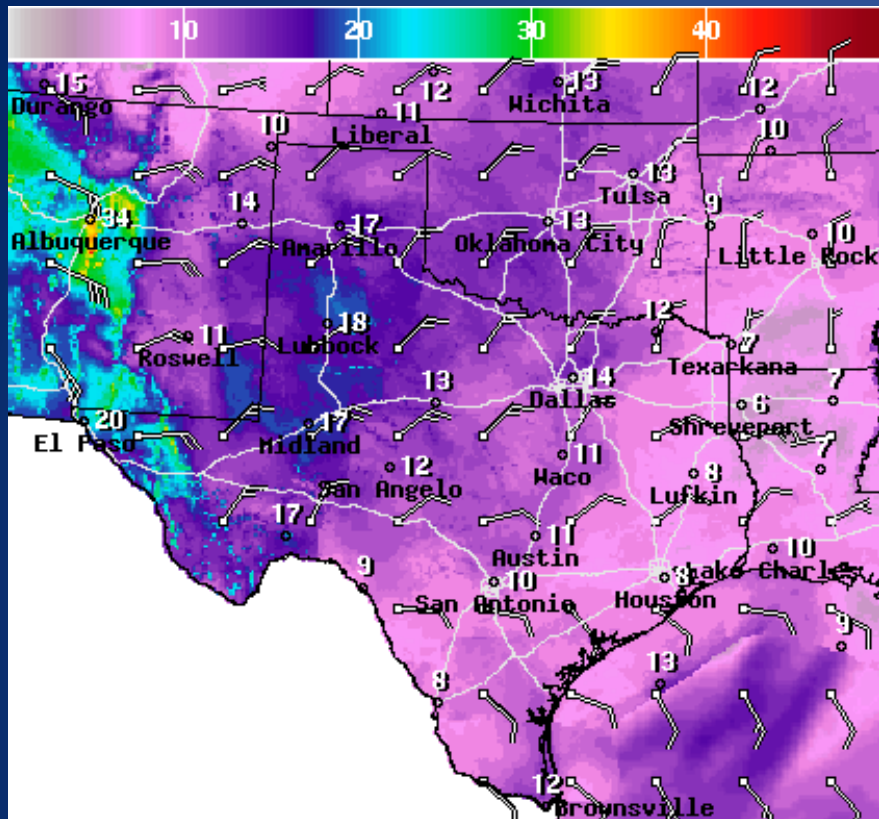 10 20 30 40
15 12 13 12
Durango Wichita
11
Liberal
10 10
13
Tulsa
34 14 17 13 9 10
Albuquerque Amarillo Oklahoma City Little Rock
11 18 12 7
Roswell Lubbock Texarkana
14
Dallas
13 6 7
20 17 Shreveport
El Paso Midland
12 11 8 7
San Angelo Waco Lufkin
17 11 10
Austin Lake Charles
9 10 8
San Antonio Houston
9
13
8
12
Brownsville